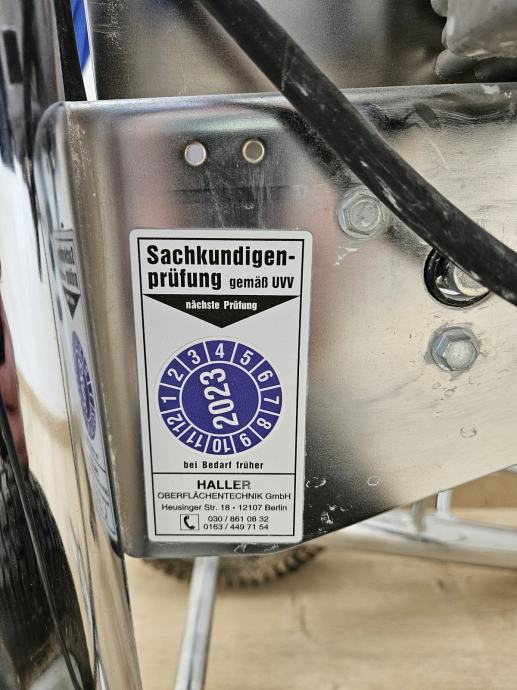 Sachkundigen-
prüfung gemäß UVV
nächste Prüfung
1 2 3 4 5 6 7 8 9 10 11 12
2023
bei Bedarf früher
HALLER
OBERFLÄCHENTECHNIK GmbH
Heusinger Str. 18 • 12107 Berlin
030 / 861 08 32
0163 / 449 71 54